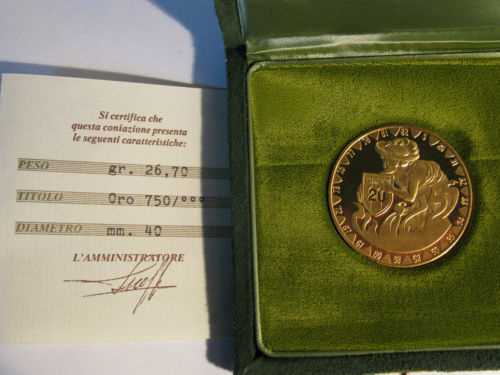 Si certifica che
questa coniazione presenta
le seguenti caratteristiche:
PESO gr. 26,70
TITOLO Oro 750/°°°
DIAMETRO mm. 40
L'AMMINISTRATORE
20